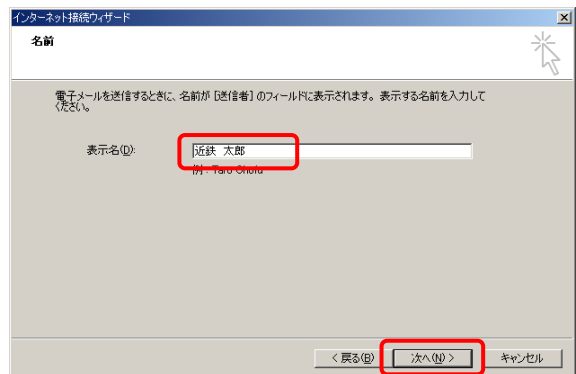 インターネット接続ウィザード
名前
電子メールを送信するときに、名前が [送信者] のフィールドに表示されます。表示する名前を入力して
ください。
表示名(D):
近鉄 太郎
例 : Taro Chofu
< 戻る(B)
次へ(N) >
キャンセル